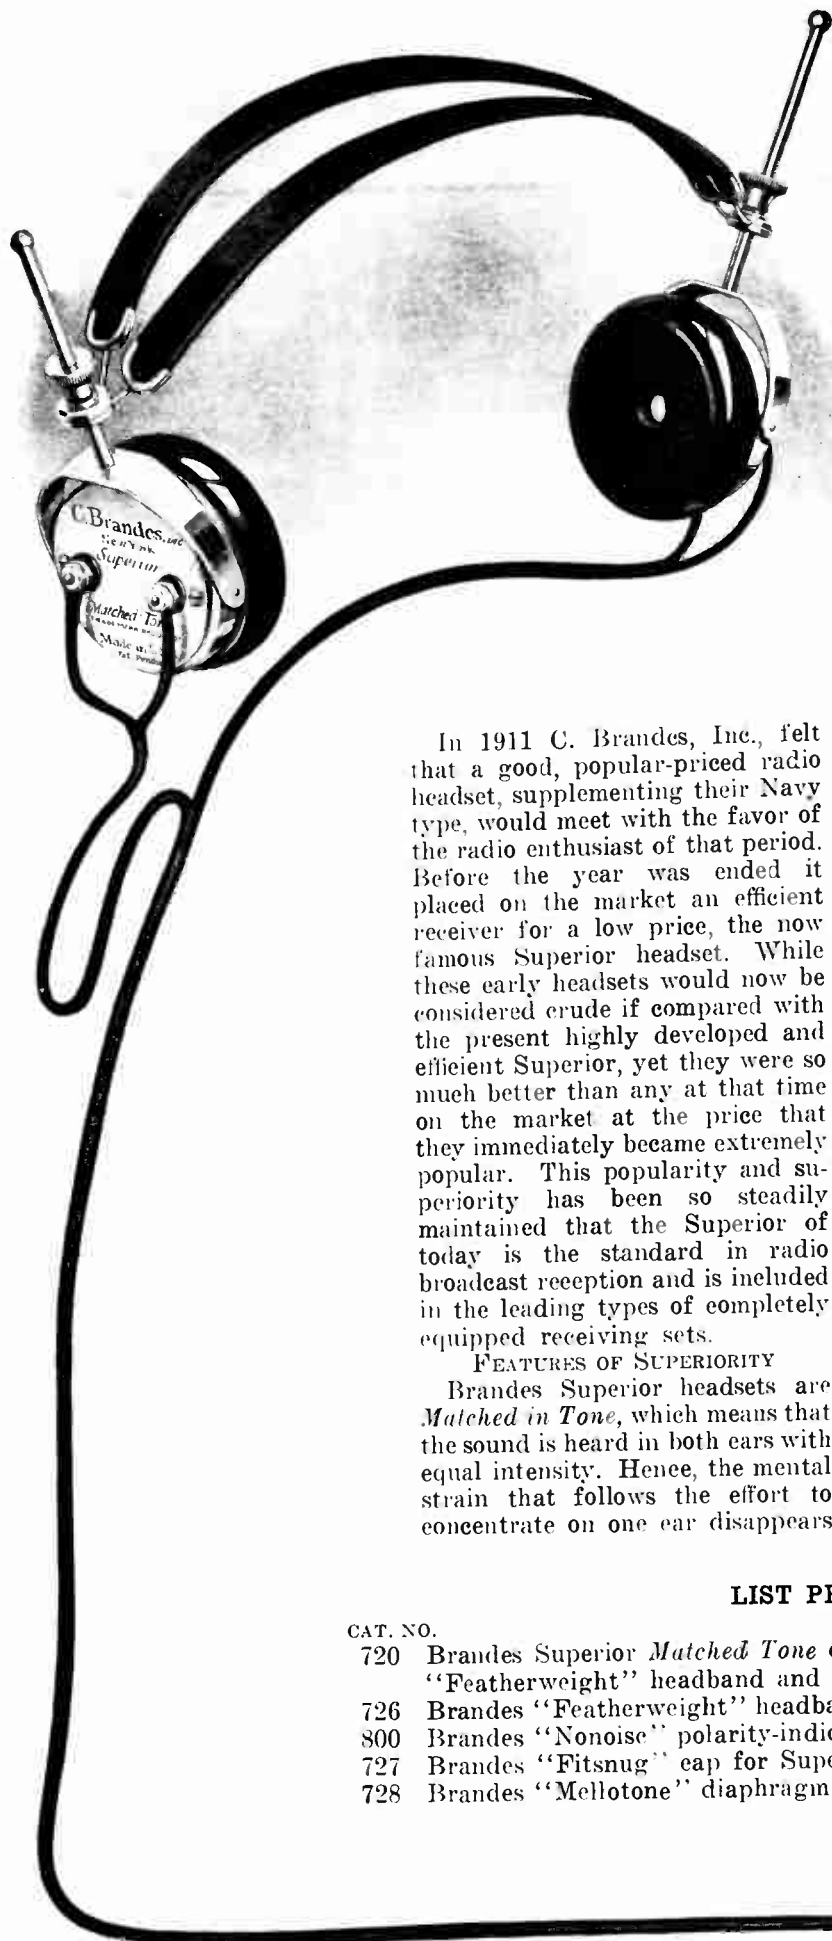 C. Brandes, Inc
New York
Superior
Matched Ton
Made in
Pat. Pend
In 1911 C. Brandes, Inc., felt
that a good, popular-priced radio
headset, supplementing their Navy
type, would meet with the favor of
the radio enthusiast of that period.
Before the year was ended it
placed on the market an efficient
receiver for a low price, the now
famous Superior headset. While
these early headsets would now be
considered crude if compared with
the present highly developed and
efficient Superior, yet they were so
much better than any at that time
on the market at the price that
they immediately became extremely
popular. This popularity and su-
periority has been so steadily
maintained that the Superior of
today is the standard in radio
broadcast reception and is included
in the leading types of completely
equipped receiving sets.
FEATURES OF SUPERIORITY
Brandes Superior headsets are
Matched in Tone, which means that
the sound is heard in both ears with
equal intensity. Hence, the mental
strain that follows the effort to
concentrate on one ear disappears
LIST PR
CAT. NO.
720 Brandes Superior Matched Tone
"Featherweight" headband and
726 Brandes "Featherweight" headba
800 Brandes "Nonoise" polarity-indic
727 Brandes "Fitsnug" cap for Supe
728 Brandes "Mellotone" diaphragm